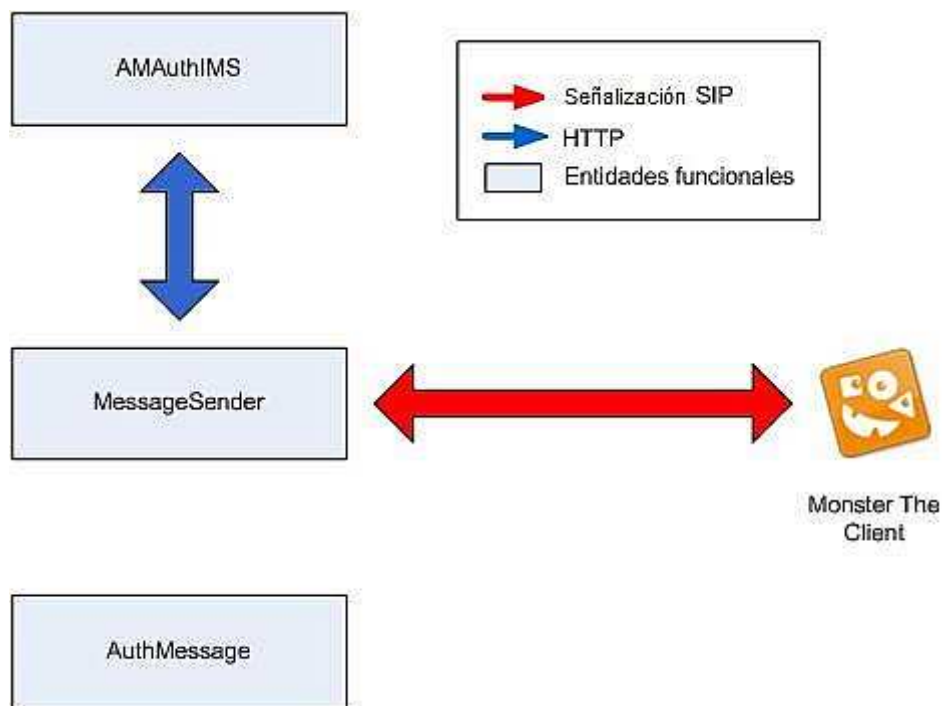 AMAuthIMS
Señalización SIP
HTTP
Entidades funcionales
MessageSender
Monster The
Client
AuthMessage